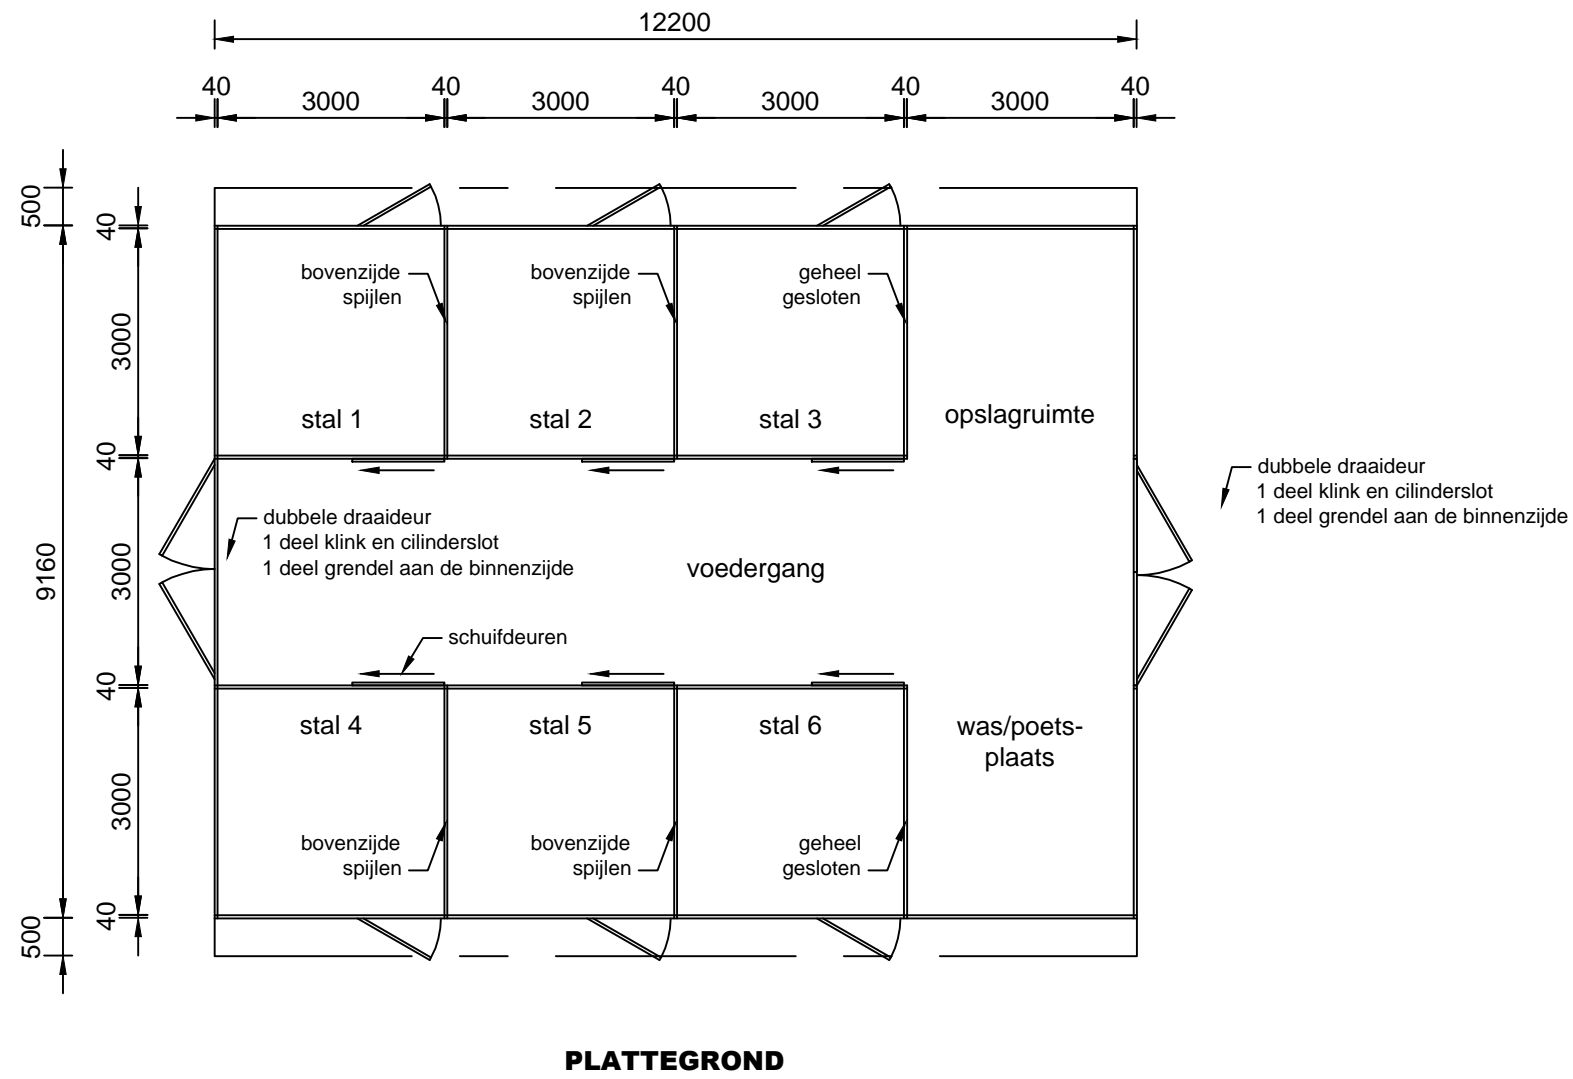 12200
40 40 40 40 40
3000 3000 3000 3000
500
40
bovenzijde
spijlen
bovenzijde
spijlen
geheel
gesloten
3000
stal 1
stal 2
stal 3
opslagruimte
40
dubbele draaideur
1 deel klink en cilinderslot
1 deel grendel aan de binnenzijde
dubbele draaideur
1 deel klink en cilinderslot
1 deel grendel aan de binnenzijde
9160
3000
voedergang
schuifdeuren
40
stal 4
stal 5
stal 6
was/poets-
plaats
3000
bovenzijde
spijlen
bovenzijde
spijlen
geheel
gesloten
40
500
PLATTEGROND